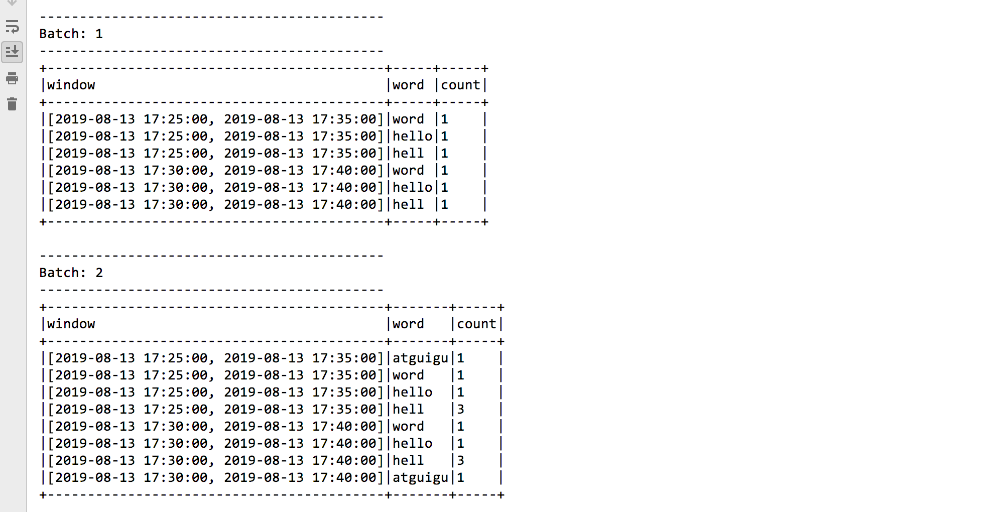 -------------------------------------------
Batch: 1
-------------------------------------------
+------------------------------------------+-----+-----+
|window                                    |word |count|
+------------------------------------------+-----+-----+
|[2019-08-13 17:25:00, 2019-08-13 17:35:00]|word |1    |
|[2019-08-13 17:25:00, 2019-08-13 17:35:00]|hello|1    |
|[2019-08-13 17:25:00, 2019-08-13 17:35:00]|hell |1    |
|[2019-08-13 17:30:00, 2019-08-13 17:40:00]|word |1    |
|[2019-08-13 17:30:00, 2019-08-13 17:40:00]|hello|1    |
|[2019-08-13 17:30:00, 2019-08-13 17:40:00]|hell |1    |
+------------------------------------------+-----+-----+
-------------------------------------------
Batch: 2
-------------------------------------------
+------------------------------------------+-------+-----+
|window                                    |word   |count|
+------------------------------------------+-------+-----+
|[2019-08-13 17:25:00, 2019-08-13 17:35:00]|atguigu|1    |
|[2019-08-13 17:25:00, 2019-08-13 17:35:00]|word   |1    |
|[2019-08-13 17:25:00, 2019-08-13 17:35:00]|hello  |1    |
|[2019-08-13 17:25:00, 2019-08-13 17:35:00]|hell   |3    |
|[2019-08-13 17:30:00, 2019-08-13 17:40:00]|word   |1    |
|[2019-08-13 17:30:00, 2019-08-13 17:40:00]|hello  |1    |
|[2019-08-13 17:30:00, 2019-08-13 17:40:00]|hell   |3    |
|[2019-08-13 17:30:00, 2019-08-13 17:40:00]|atguigu|1    |
+------------------------------------------+-------+-----+